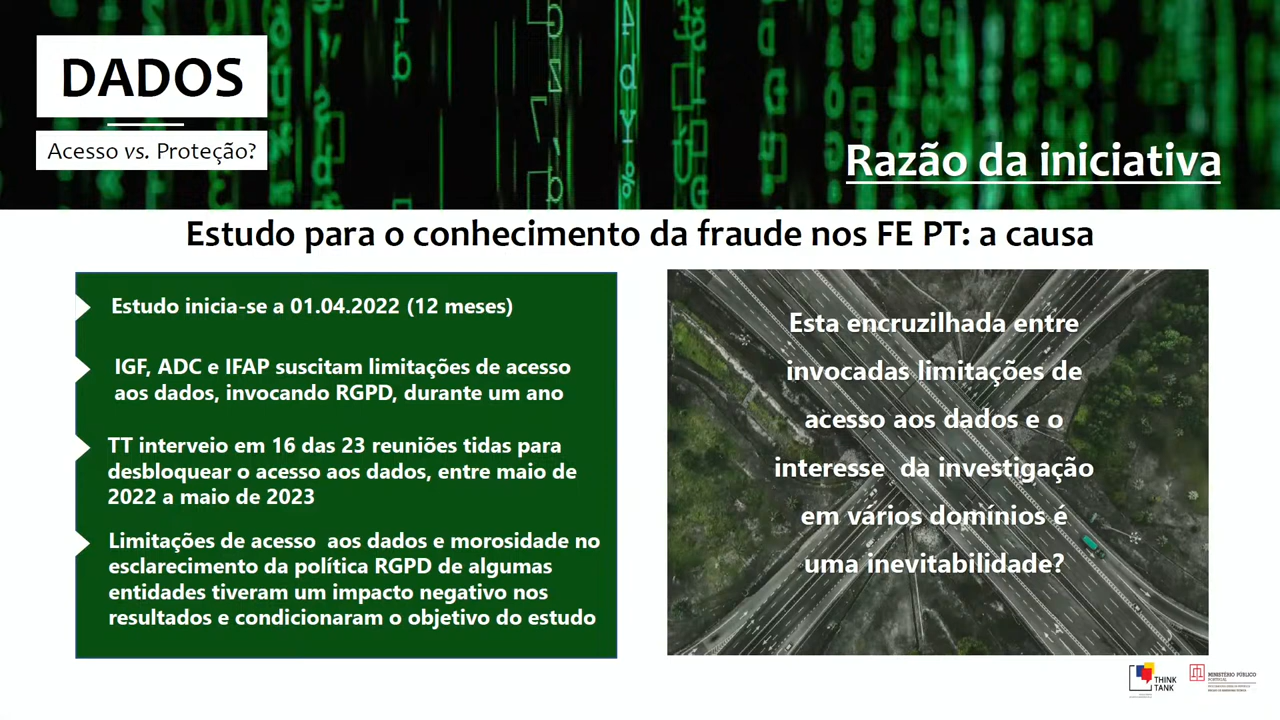 DADOS
Acesso vs. Proteção?
Razão da iniciativa
Estudo para o conhecimento da fraude nos FE PT: a causa
Estudo inicia-se a 01.04.2022 (12 meses)
IGF, ADC e IFAP suscitam limitações de acesso
aos dados, invocando RGPD, durante um ano
TT interveio em 16 das 23 reuniões tidas para
desbloquear o acesso aos dados, entre maio de
2022 a maio de 2023
Limitações de acesso  aos dados e morosidade no
esclarecimento da política RGPD de algumas
entidades tiveram um impacto negativo nos
resultados e condicionaram o objetivo do estudo
Esta encruzilhada entre
invocadas limitações de
acesso aos dados e o
interesse  da investigação
em vários domínios é
uma inevitabilidade?
THINK
TANK
MINISTÉRIO PÚBLICO
PORTUGAL